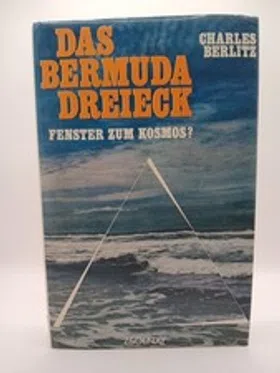 DAS
BERMUDA
DREIECK
CHARLES
BERLITZ
FENSTER ZUM KOSMOS?